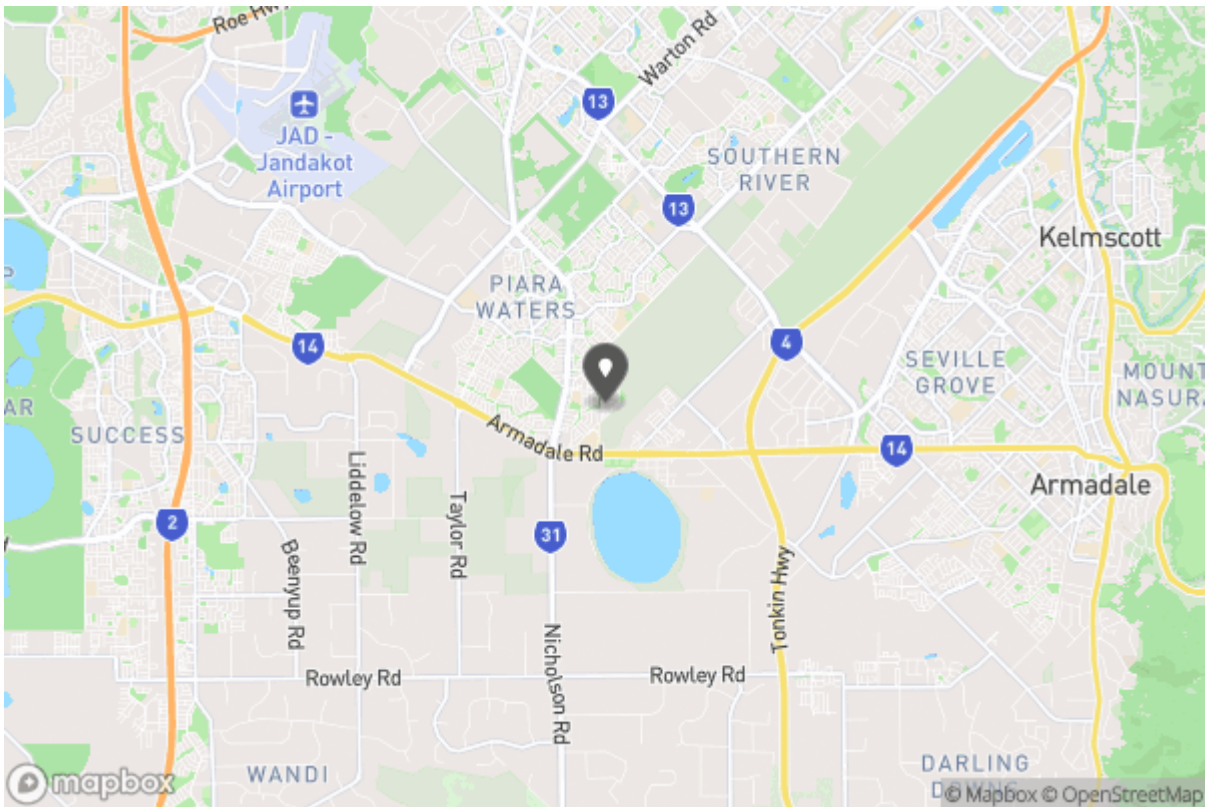 Roe Hwy
Warton Rd
13
JAD -
Jandakot
Airport
SOUTHERN
RIVER
13
Kelmscott
PIARA
WATERS
14
4
SEVILLE
GROVE
MOUNT
NASURA
AR
SUCCESS
Armadale Rd
14
Armadale
Liddelow Rd
Taylor Rd
2
31
Beenyup Rd
Tonkin Hwy
Nicholson Rd
Rowley Rd
Rowley Rd
WANDI
DARLING
DOWNS
mapbox
© Mapbox © OpenStreetMap